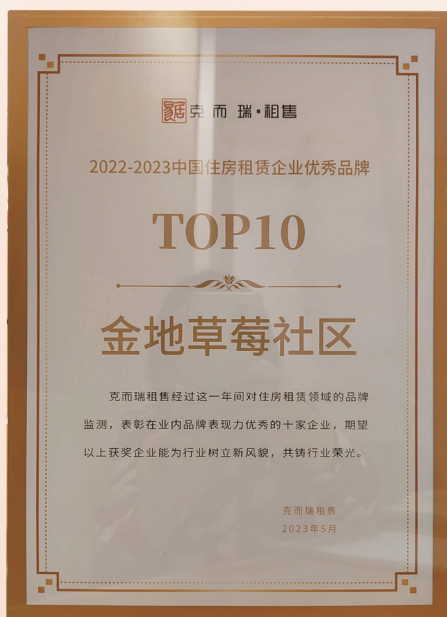 易居克而瑞·租售
2022-2023中国住房租赁企业优秀品牌
TOP10
金地草莓社区
克而瑞租售经过这一年间对住房租赁领域的品牌
监测，表彰在业内品牌表现力优秀的十家企业，期望
以上获奖企业能为行业树立新风貌，共铸行业荣光。
克而瑞租售
2023年5月